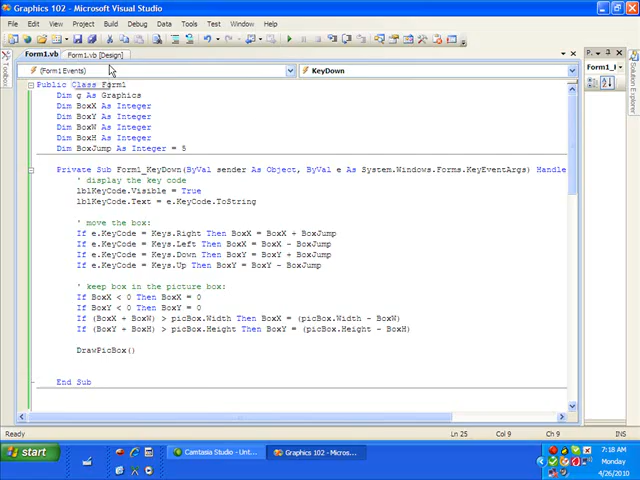 Graphics 102 - Microsoft Visual Studio
File Edit View Project Build Debug Data Tools Test Window Help
Form1.vb Form1.vb [Design]
(Form1 Events) KeyDown
Public Class Form1
Dim g As Graphics
Dim BoxX As Integer
Dim BoxY As Integer
Dim BoxW As Integer
Dim BoxH As Integer
Dim BoxJump As Integer = 5
Private Sub Form1_KeyDown(ByVal sender As Object, ByVal e As System.Windows.Forms.KeyEventArgs) Handle
' display the key code
lblKeyCode.Visible = True
lblKeyCode.Text = e.KeyCode.ToString
' move the box:
If e.KeyCode = Keys.Right Then BoxX = BoxX + BoxJump
If e.KeyCode = Keys.Left Then BoxX = BoxX - BoxJump
If e.KeyCode = Keys.Down Then BoxY = BoxY + BoxJump
If e.KeyCode = Keys.Up Then BoxY = BoxY - BoxJump
' keep box in the picture box:
If BoxX < 0 Then BoxX = 0
If BoxY < 0 Then BoxY = 0
If (BoxX + BoxW) > picBox.Width Then BoxX = (picBox.Width - BoxW)
If (BoxY + BoxH) > picBox.Height Then BoxY = (picBox.Height - BoxH)
DrawPicBox()
End Sub
Toolbox
P..
Form1_I
Solution Explorer
Ready Ln 25 Col 9 Ch 9 INS
start Camtasia Studio - Unt... Graphics 102 - Micros...
7:18 AM
Monday
4/26/2010